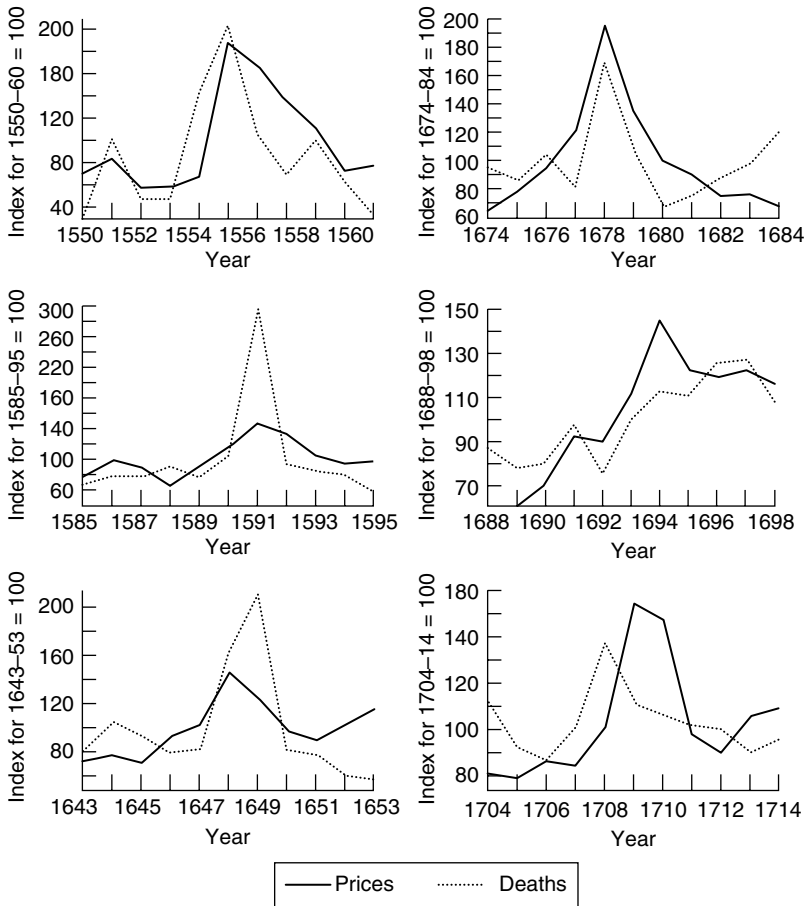 Index for 1550–60 = 100
200
160
120
80
40
1550 1552 1554 1556 1558 1560
Year
Index for 1674–84 = 100
200
180
160
140
120
100
80
60
1674 1676 1678 1680 1682 1684
Year
Index for 1585–95 = 100
300
260
220
180
140
100
60
1585 1587 1589 1591 1593 1595
Year
Index for 1688–98 = 100
150
130
110
90
70
1688 1690 1692 1694 1696 1698
Year
Index for 1643–53 = 100
200
160
120
80
1643 1645 1647 1649 1651 1653
Year
Index for 1704–14 = 100
180
160
140
120
100
80
1704 1706 1708 1710 1712 1714
Year
Prices Deaths